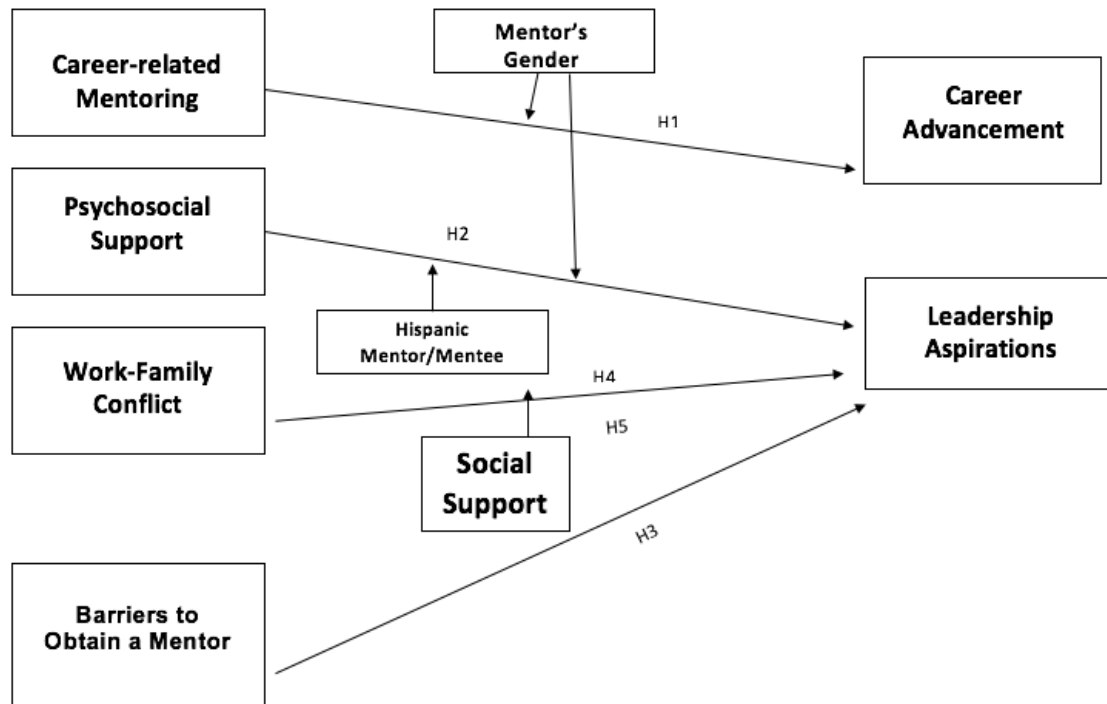 Mentor's
Gender
Career-related
Mentoring
Career
Advancement
H1
Psychosocial
Support
H2
Hispanic
Mentor/Mentee
Leadership
Aspirations
Work-Family
Conflict
H4
H5
Social
Support
H3
Barriers to
Obtain a Mentor